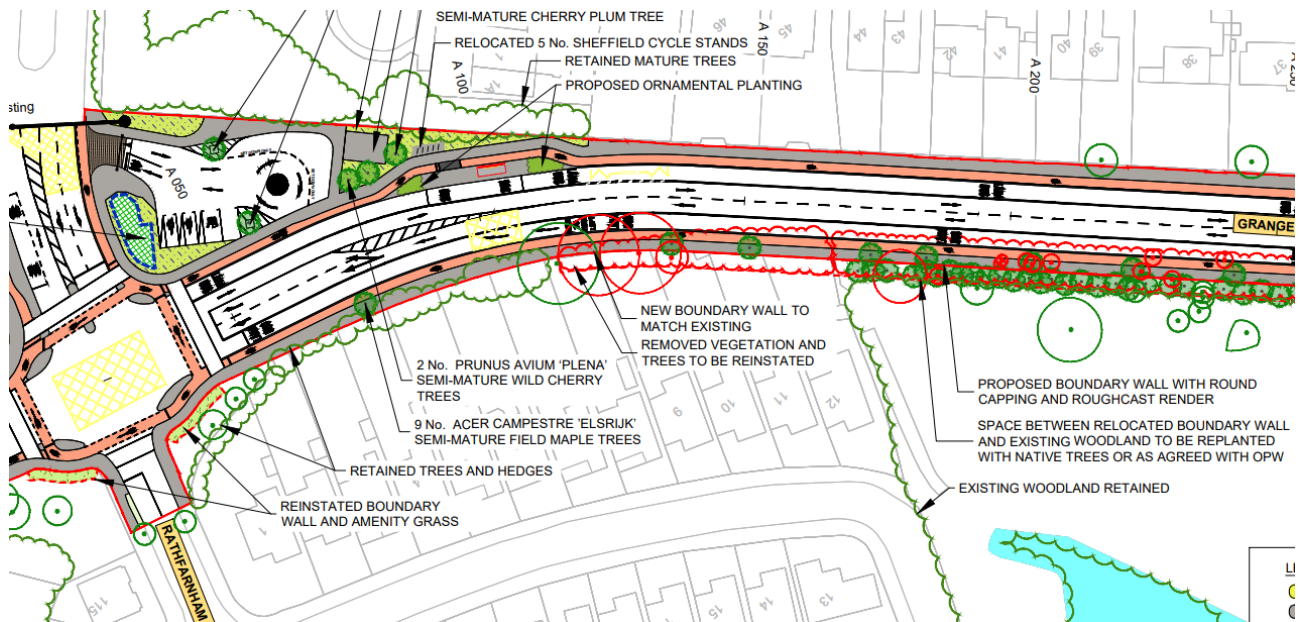 SEMI-MATURE CHERRY PLUM TREE
RELOCATED 5 No. SHEFFIELD CYCLE STANDS
RETAINED MATURE TREES
PROPOSED ORNAMENTAL PLANTING
A 050
A 100
A 150
A 200
A 250
46
45
44
43
42
41
40
39
38
37
1A
1
sting
GRANGE
NEW BOUNDARY WALL TO
MATCH EXISTING
REMOVED VEGETATION AND
TREES TO BE REINSTATED
2 No. PRUNUS AVIUM 'PLENA'
SEMI-MATURE WILD CHERRY
TREES
9 No. ACER CAMPESTRE 'ELSRIJK'
SEMI-MATURE FIELD MAPLE TREES
RETAINED TREES AND HEDGES
REINSTATED BOUNDARY
WALL AND AMENITY GRASS
PROPOSED BOUNDARY WALL WITH ROUND
CAPPING AND ROUGHCAST RENDER
SPACE BETWEEN RELOCATED BOUNDARY WALL
AND EXISTING WOODLAND TO BE REPLANTED
WITH NATIVE TREES OR AS AGREED WITH OPW
EXISTING WOODLAND RETAINED
RATHFARNHAM
9
10
11
12
1
115
15
14
13